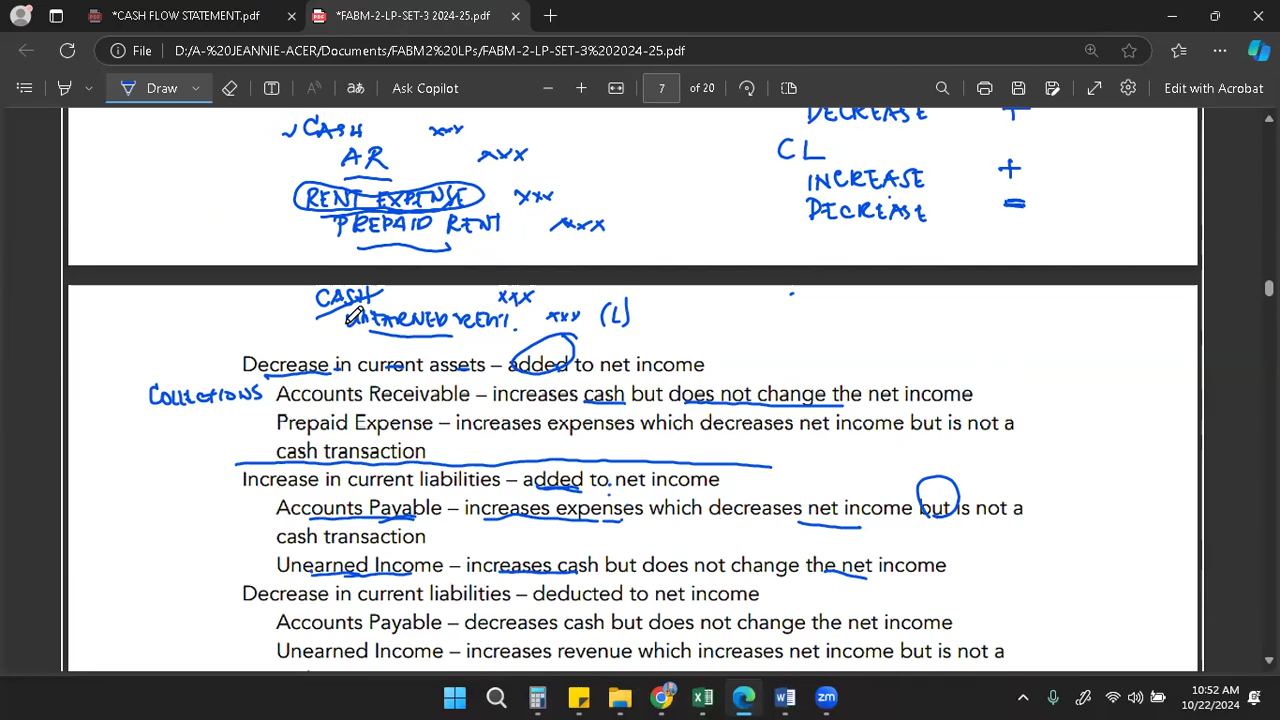 *CASH FLOW STATEMENT.pdf
*FABM-2-LP-SET-3 2024-25.pdf
File
D:/A-%20JEANNIE-ACER/Documents/FABM2%20LPs/FABM-2-LP-SET-3%202024-25.pdf
Draw
Ask Copilot
7 of 20
Edit with Acrobat
CASH xxx
AR xxx
RENT EXPENSE xxx
PREPAID RENT xxx
DECREASE +
CL
INCREASE +
DECREASE =
CASH xxx
UNEARNED RENT. xxx (L)
Decrease in current assets – added to net income
COLLECTIONS Accounts Receivable – increases cash but does not change the net income
Prepaid Expense – increases expenses which decreases net income but is not a
cash transaction
Increase in current liabilities – added to net income
Accounts Payable – increases expenses which decreases net income but is not a
cash transaction
Unearned Income – increases cash but does not change the net income
Decrease in current liabilities – deducted to net income
Accounts Payable – decreases cash but does not change the net income
Unearned Income – increases revenue which increases net income but is not a
10:52 AM
10/22/2024